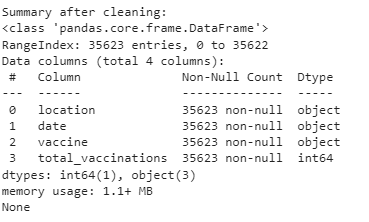 Summary after cleaning:
<class 'pandas.core.frame.DataFrame'>
RangeIndex: 35623 entries, 0 to 35622
Data columns (total 4 columns):
 #   Column              Non-Null Count  Dtype
---  ------              --------------  -----
 0   location            35623 non-null  object
 1   date                35623 non-null  object
 2   vaccine             35623 non-null  object
 3   total_vaccinations  35623 non-null  int64
dtypes: int64(1), object(3)
memory usage: 1.1+ MB
None